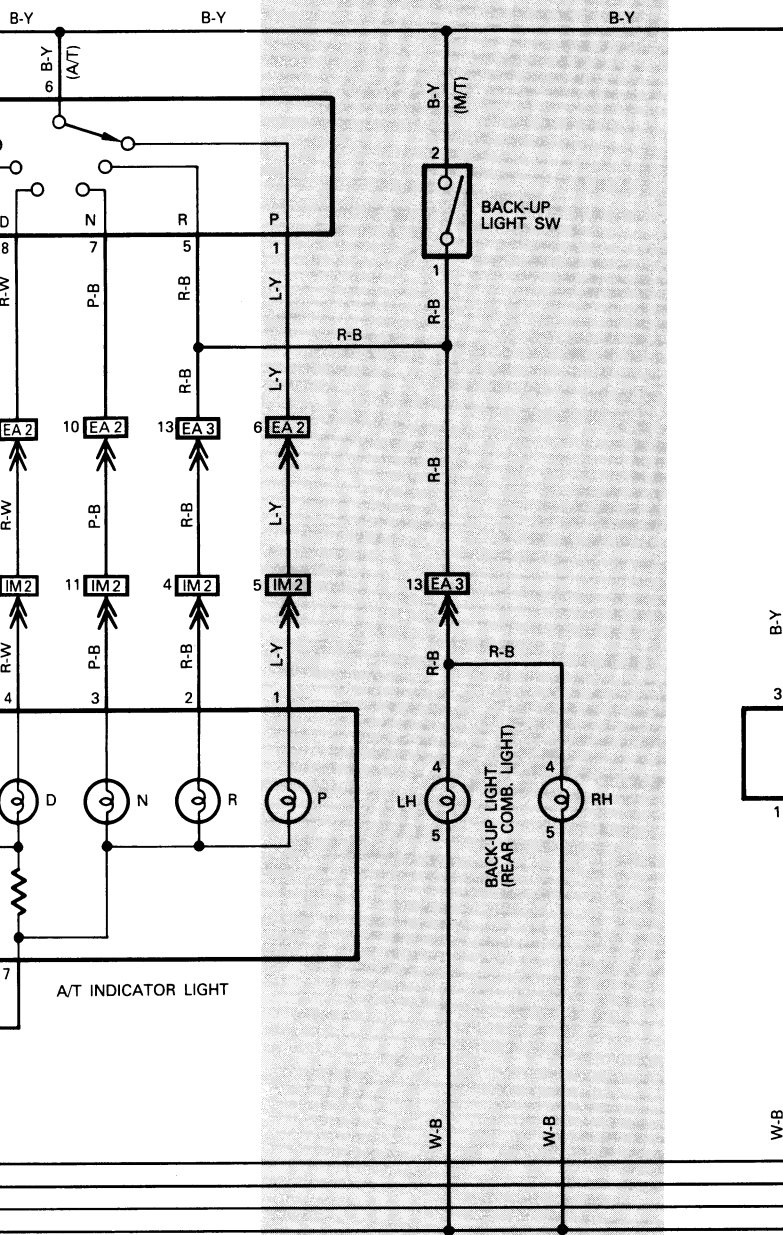 B-Y
B-Y
B-Y
B-Y
(A/T)
6
B-Y
(M/T)
2
BACK-UP
LIGHT SW
1
D
N
R
P
8
7
5
1
R-W
P-B
R-B
L-Y
R-B
R-B
R-B
L-Y
EA 2
10 EA 2
13 EA 3
6 EA 2
R-B
R-W
P-B
R-B
L-Y
IM 2
11 IM 2
4 IM 2
5 IM 2
13 EA 3
R-W
P-B
R-B
L-Y
R-B
R-B
B-Y
4
3
2
1
3
4
4
D
N
R
P
LH
RH
5
5
1
BACK-UP LIGHT
(REAR COMB. LIGHT)
7
A/T INDICATOR LIGHT
W-B
W-B
W-B